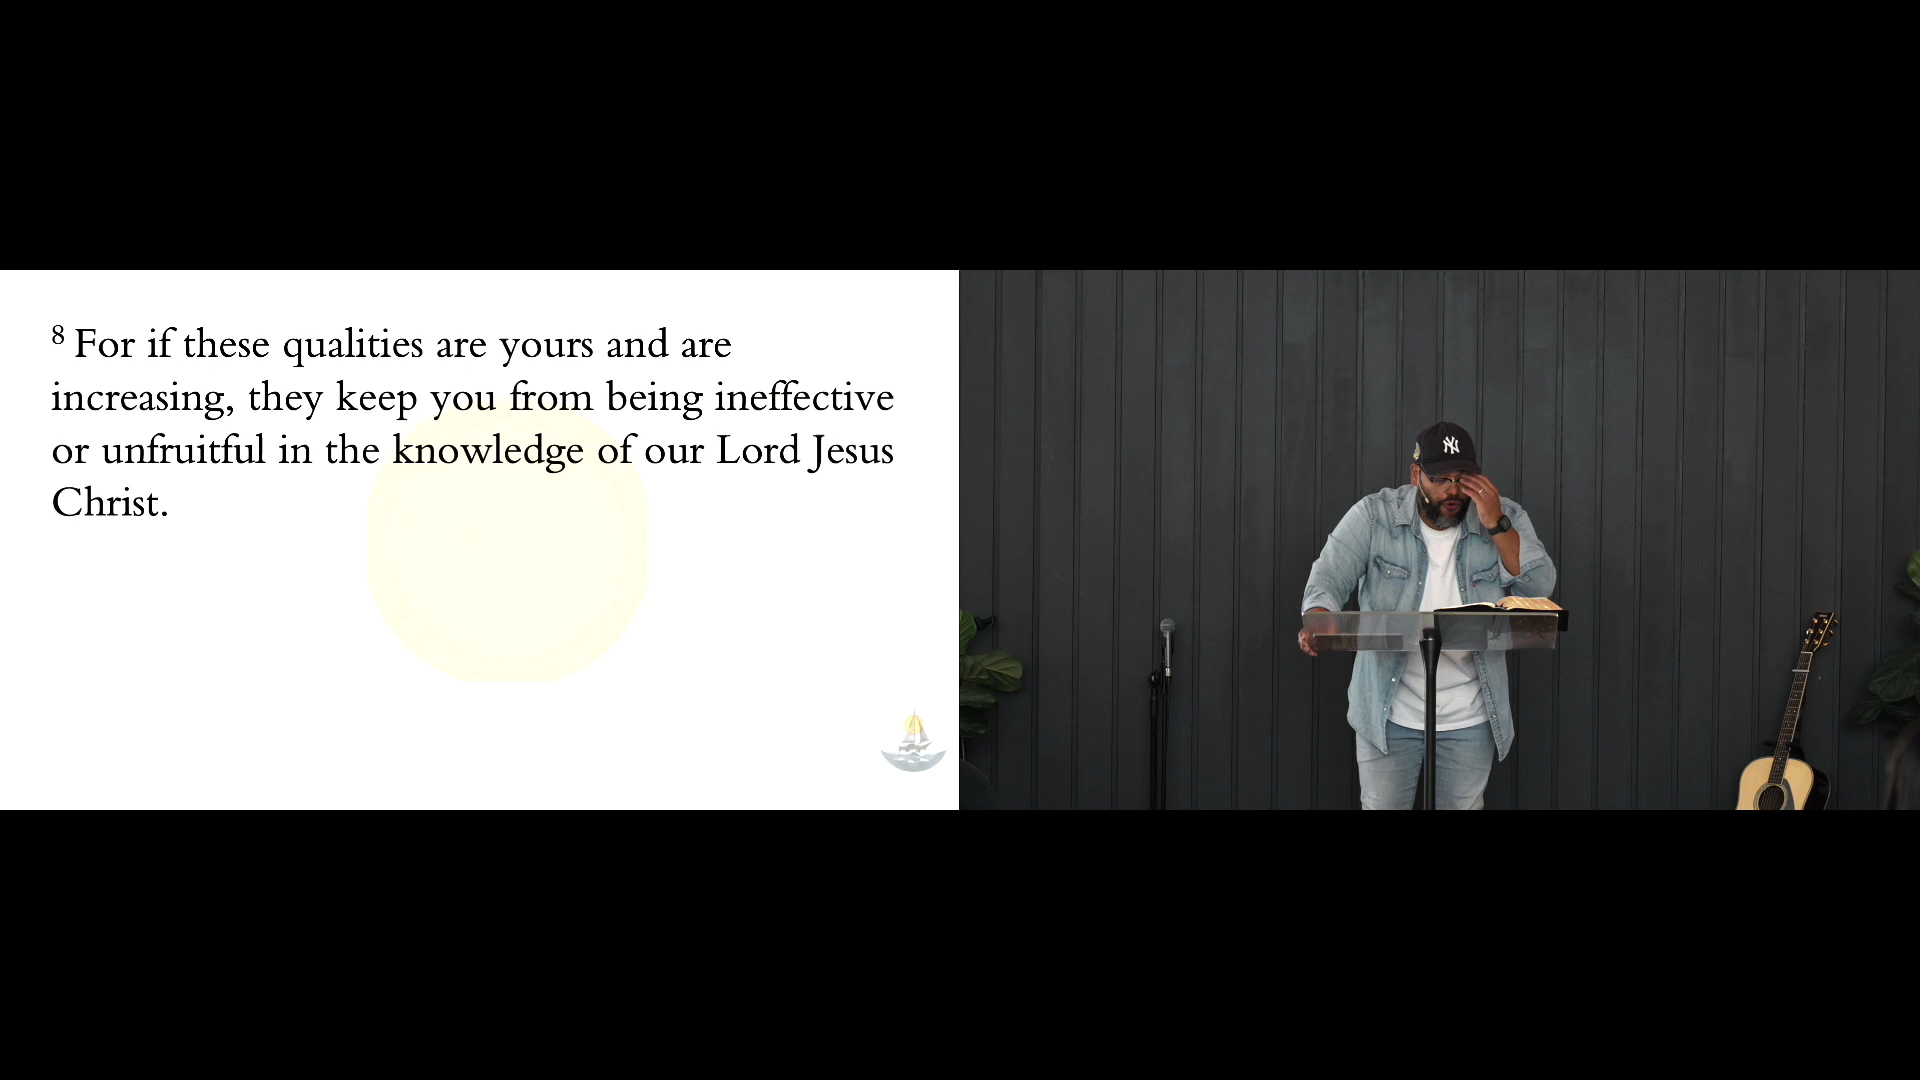 8 For if these qualities are yours and are
increasing, they keep you from being ineffective
or unfruitful in the knowledge of our Lord Jesus
Christ.
NY